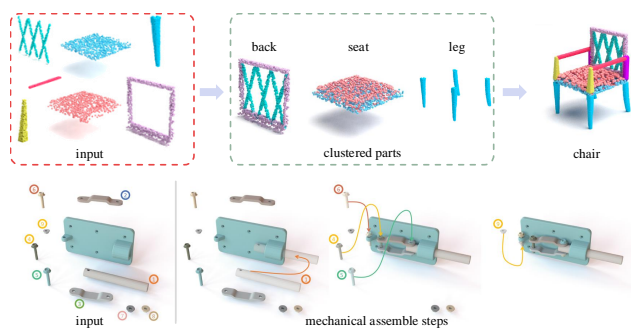 back
seat
leg
input
clustered parts
chair
input
mechanical assemble steps